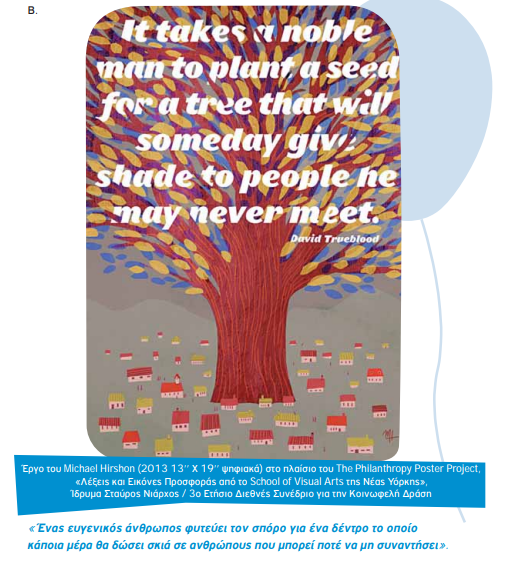 B.
It takes a noble
man to plant a seed
for a tree that will
someday give
shade to people he
may never meet.
David Trueblood
Έργο του Michael Hirshon (2013 13'' X 19'' ψηφιακά) στο πλαίσιο του The Philanthropy Poster Project,
«Λέξεις και Εικόνες Προσφοράς από το School of Visual Arts της Νέας Υόρκης»,
Ίδρυμα Σταύρος Νιάρχος / 3ο Ετήσιο Διεθνές Συνέδριο για την Κοινωφελή Δράση
«Ένας ευγενικός άνθρωπος φυτεύει τον σπόρο για ένα δέντρο το οποίο
κάποια μέρα θα δώσει σκιά σε ανθρώπους που μπορεί ποτέ να μη συναντήσει».